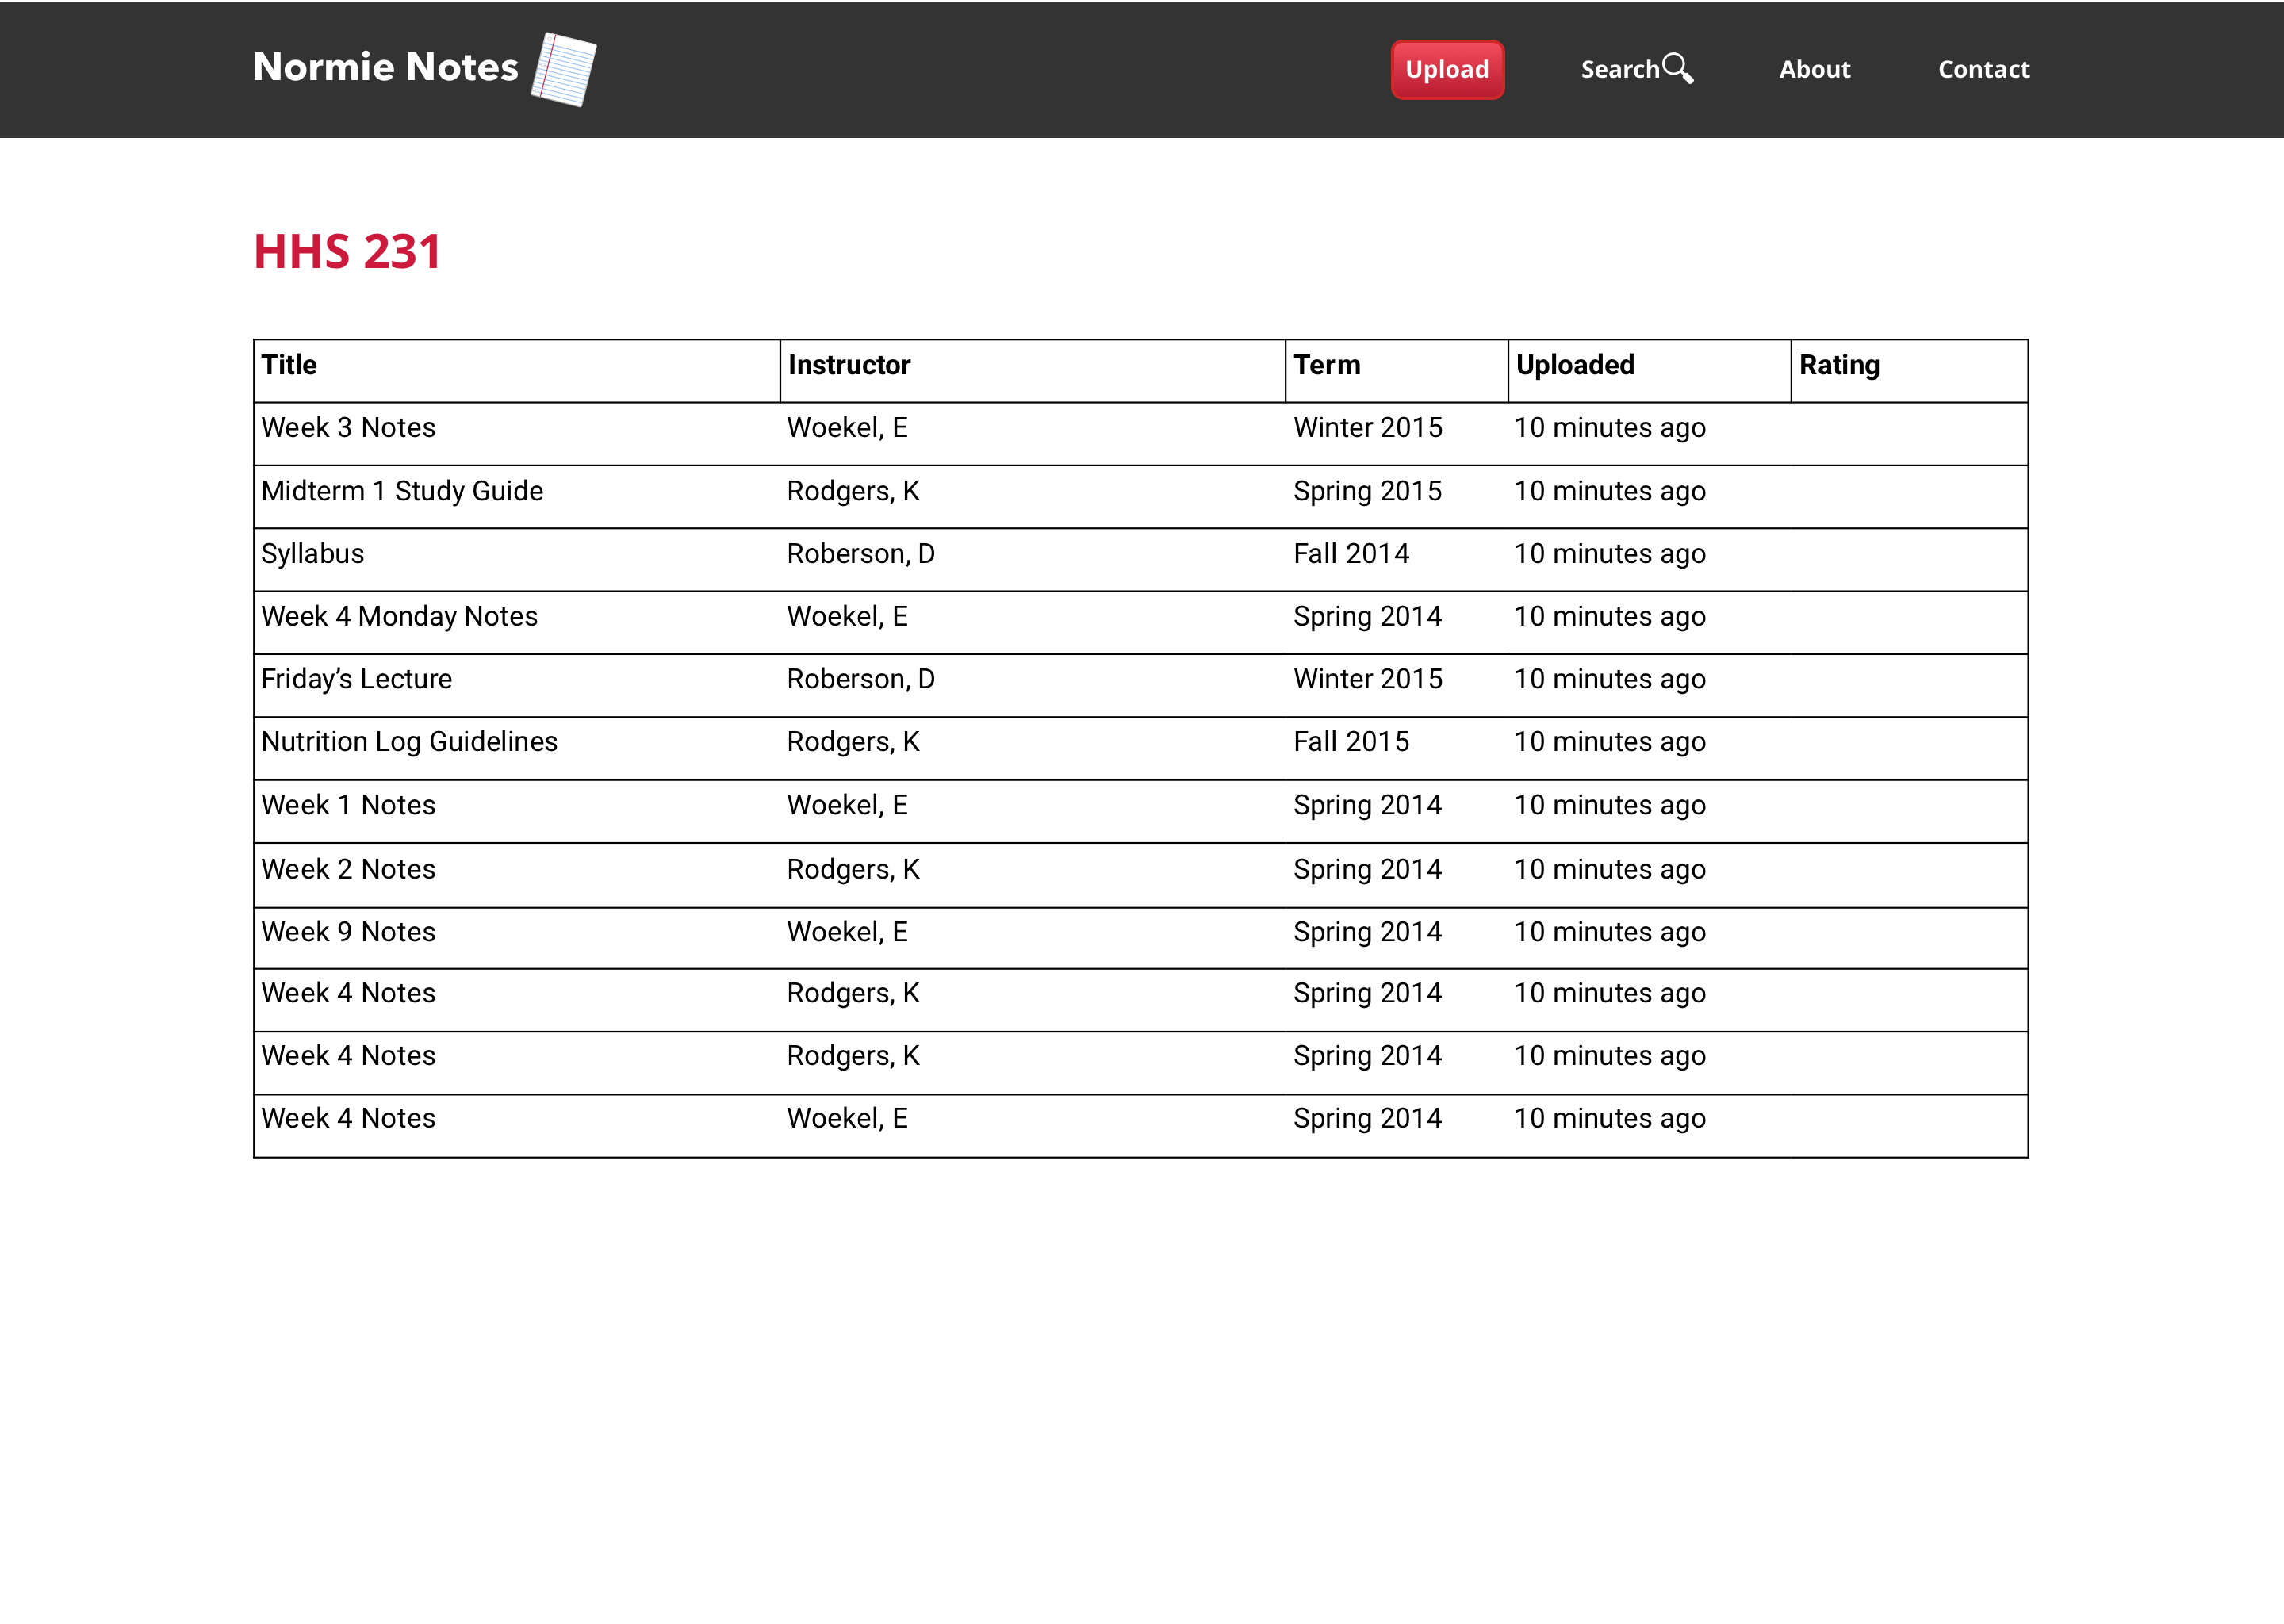 Normie Notes Upload Search About Contact
HHS 231
Title Instructor Term Uploaded Rating
Week 3 Notes Woekel, E Winter 2015 10 minutes ago
Midterm 1 Study Guide Rodgers, K Spring 2015 10 minutes ago
Syllabus Roberson, D Fall 2014 10 minutes ago
Week 4 Monday Notes Woekel, E Spring 2014 10 minutes ago
Friday’s Lecture Roberson, D Winter 2015 10 minutes ago
Nutrition Log Guidelines Rodgers, K Fall 2015 10 minutes ago
Week 1 Notes Woekel, E Spring 2014 10 minutes ago
Week 2 Notes Rodgers, K Spring 2014 10 minutes ago
Week 9 Notes Woekel, E Spring 2014 10 minutes ago
Week 4 Notes Rodgers, K Spring 2014 10 minutes ago
Week 4 Notes Rodgers, K Spring 2014 10 minutes ago
Week 4 Notes Woekel, E Spring 2014 10 minutes ago